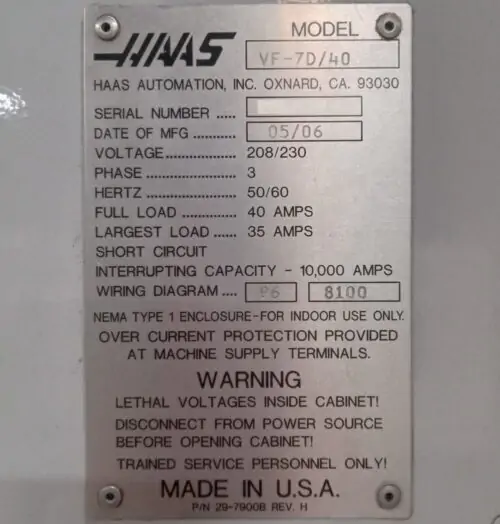 MODEL
HAAS VF-7D/40
HAAS AUTOMATION, INC. OXNARD, CA. 93030
SERIAL NUMBER .....
DATE OF MFG ........... 05/06
VOLTAGE.................. 208/230
PHASE ..................... 3
HERTZ ..................... 50/60
FULL LOAD .............. 40 AMPS
LARGEST LOAD ...... 35 AMPS
SHORT CIRCUIT
INTERRUPTING CAPACITY - 10,000 AMPS
WIRING DIAGRAM .... 96 8100
NEMA TYPE 1 ENCLOSURE-FOR INDOOR USE ONLY.
OVER CURRENT PROTECTION PROVIDED
AT MACHINE SUPPLY TERMINALS.
WARNING
LETHAL VOLTAGES INSIDE CABINET!
DISCONNECT FROM POWER SOURCE
BEFORE OPENING CABINET!
TRAINED SERVICE PERSONNEL ONLY!
MADE IN U.S.A.
P/N 29-7900B REV. H